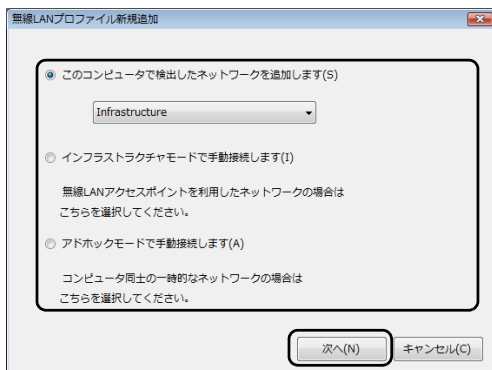 無線LANプロファイル新規追加
このコンピュータで検出したネットワークを追加します(S)
Infrastructure
インフラストラクチャモードで手動接続します(I)
無線LANアクセスポイントを利用したネットワークの場合は
こちらを選択してください。
アドホックモードで手動接続します(A)
コンピュータ同士の一時的なネットワークの場合は
こちらを選択してください。
次へ(N)
キャンセル(C)